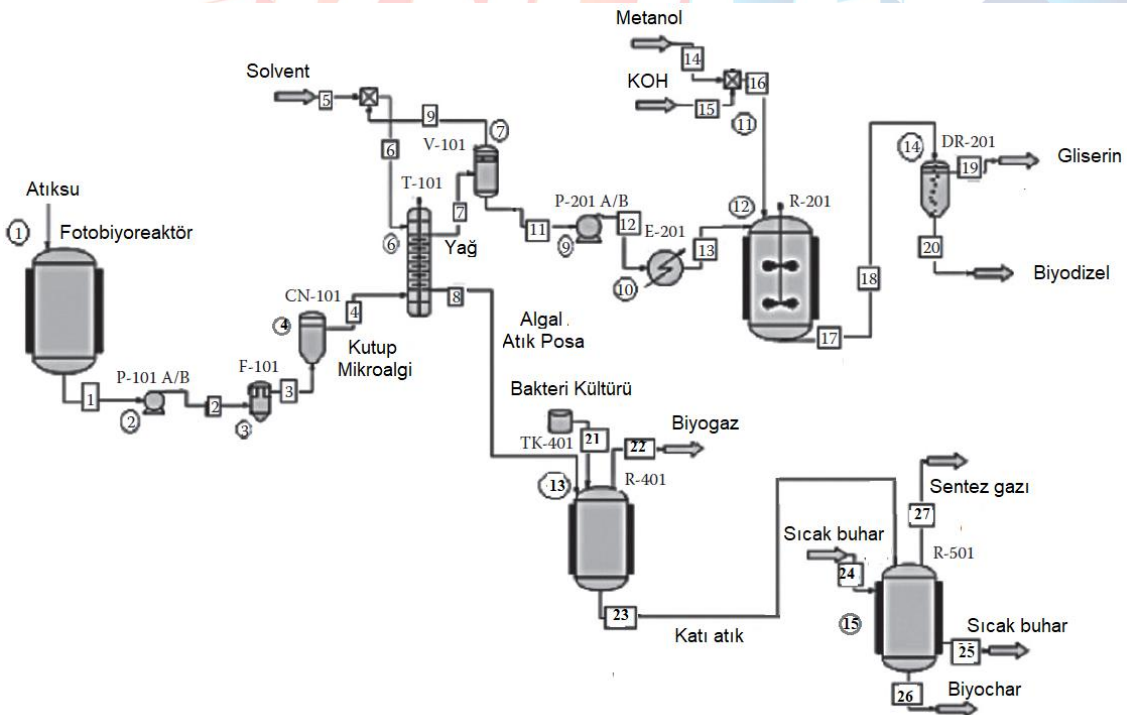 Metanol
14
16
KOH
15
11
Solvent
5
9
7
V-101
6
T-101
7
6
Yağ
8
11
P-201 A/B
9
12
E-201
10
13
12
R-201
17
18
14
DR-201
19
Gliserin
20
Biyodizel
Atıksu
1
Fotobiyoreaktör
1
P-101 A/B
2
2
F-101
3
3
CN-101
4
4
Kutup
Mikroalgi
Algal .
Atık Posa
Bakteri Kültürü
TK-401
21
22
Biyogaz
13
R-401
23
Katı atık
Sıcak buhar
24
15
27
Sentez gazı
R-501
Sıcak buhar
25
26
Biyochar